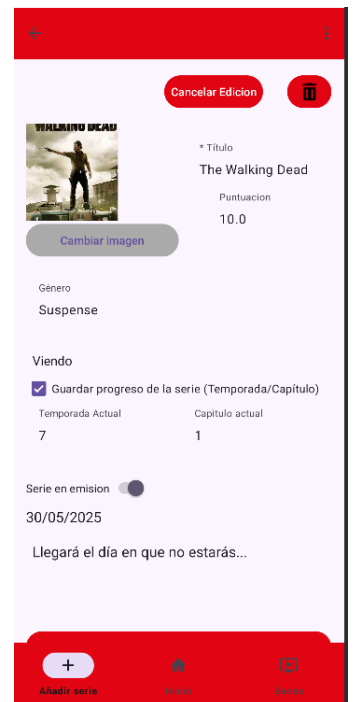 Cancelar Edicion
WALKING DEAD
* Título
The Walking Dead
Puntuacion
10.0
Cambiar imagen
Género
Suspense
Viendo
Guardar progreso de la serie (Temporada/Capítulo)
Temporada Actual
Capitulo actual
7
1
Serie en emision
30/05/2025
Llegará el día en que no estarás...
Añadir serie